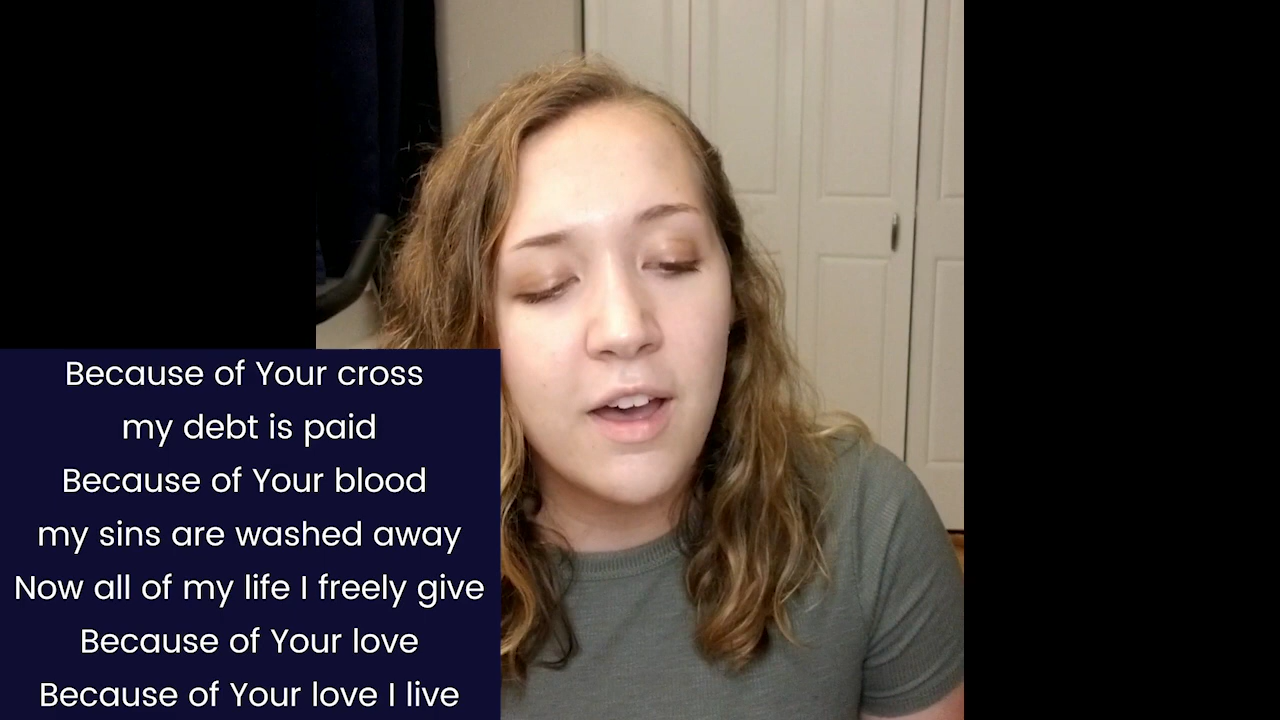 Because of Your cross
my debt is paid
Because of Your blood
my sins are washed away
Now all of my life I freely give
Because of Your love
Because of Your love I live